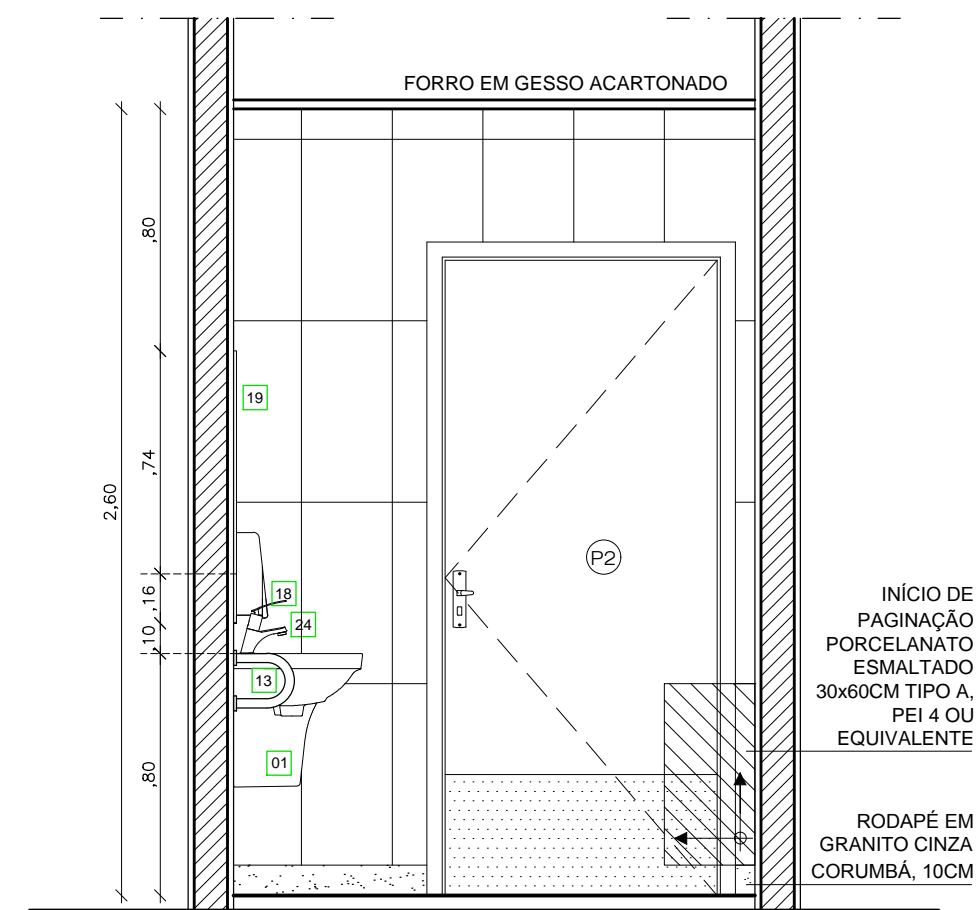 FORRO EM GESSO ACARTONADO
,80
19
,74
2,60
P2
18
,16
24
,10
13
01
,80
INÍCIO DE
PAGINAÇÃO
PORCELANATO
ESMALTADO
30x60CM TIPO A,
PEI 4 OU
EQUIVALENTE
RODAPÉ EM
GRANITO CINZA
CORUMBÁ, 10CM